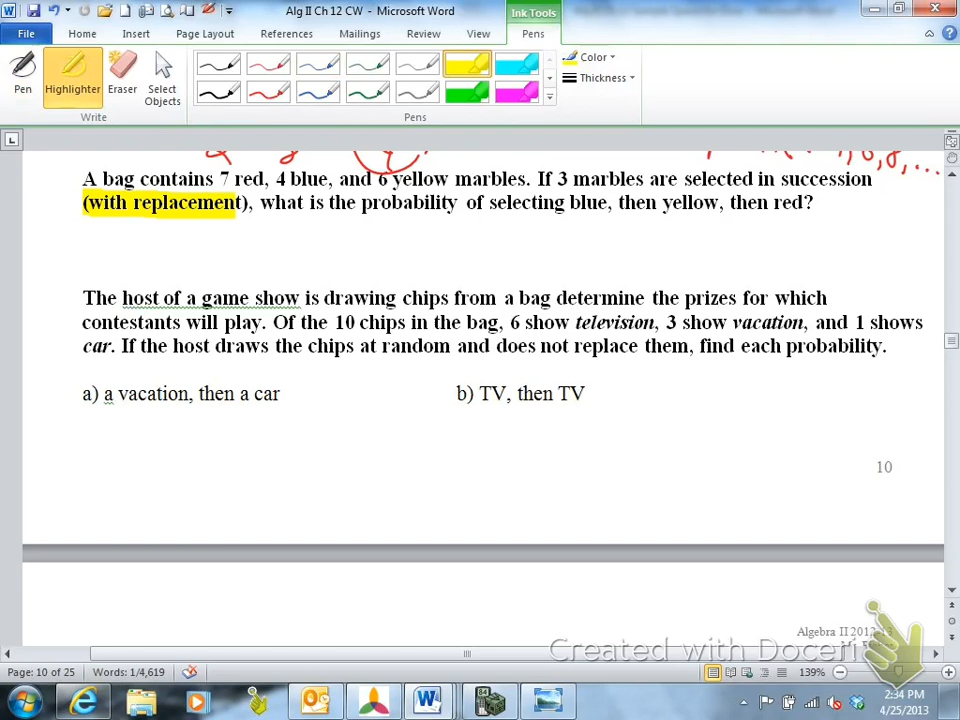 Alg II Ch 12 CW - Microsoft Word
Ink Tools
File
Home
Insert
Page Layout
References
Mailings
Review
View
Pens
Pen
Highlighter
Eraser
Select Objects
Color
Thickness
Write
Pens
A bag contains 7 red, 4 blue, and 6 yellow marbles. If 3 marbles are selected in succession
(with replacement), what is the probability of selecting blue, then yellow, then red?
The host of a game show is drawing chips from a bag determine the prizes for which
contestants will play. Of the 10 chips in the bag, 6 show television, 3 show vacation, and 1 shows
car. If the host draws the chips at random and does not replace them, find each probability.
a) a vacation, then a car
b) TV, then TV
10
Algebra II 2012-13
Created with Doceri
Page: 10 of 25
Words: 1/4,619
139%
2:34 PM
4/25/2013